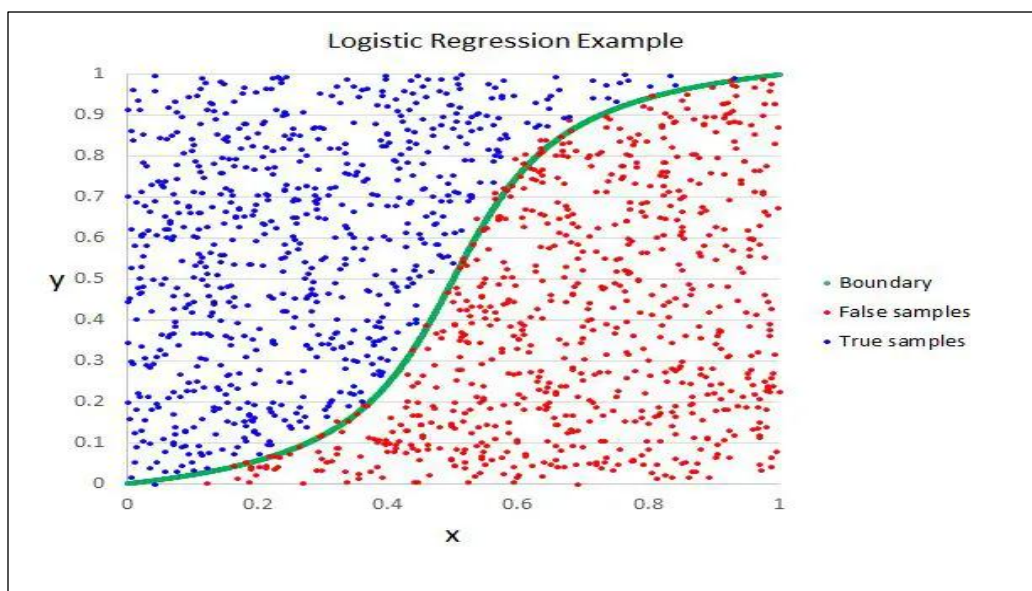 Logistic Regression Example
1
0.9
0.8
0.7
0.6
y 0.5
0.4
0.3
0.2
0.1
0
0 0.2 0.4 0.6 0.8 1
x
Boundary
False samples
True samples